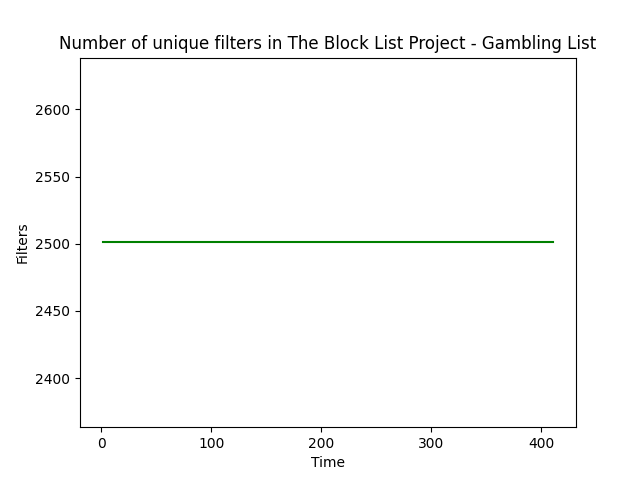 Number of unique filters in The Block List Project - Gambling List
2600
2550
2500
2450
2400
Filters
0 100 200 300 400
Time